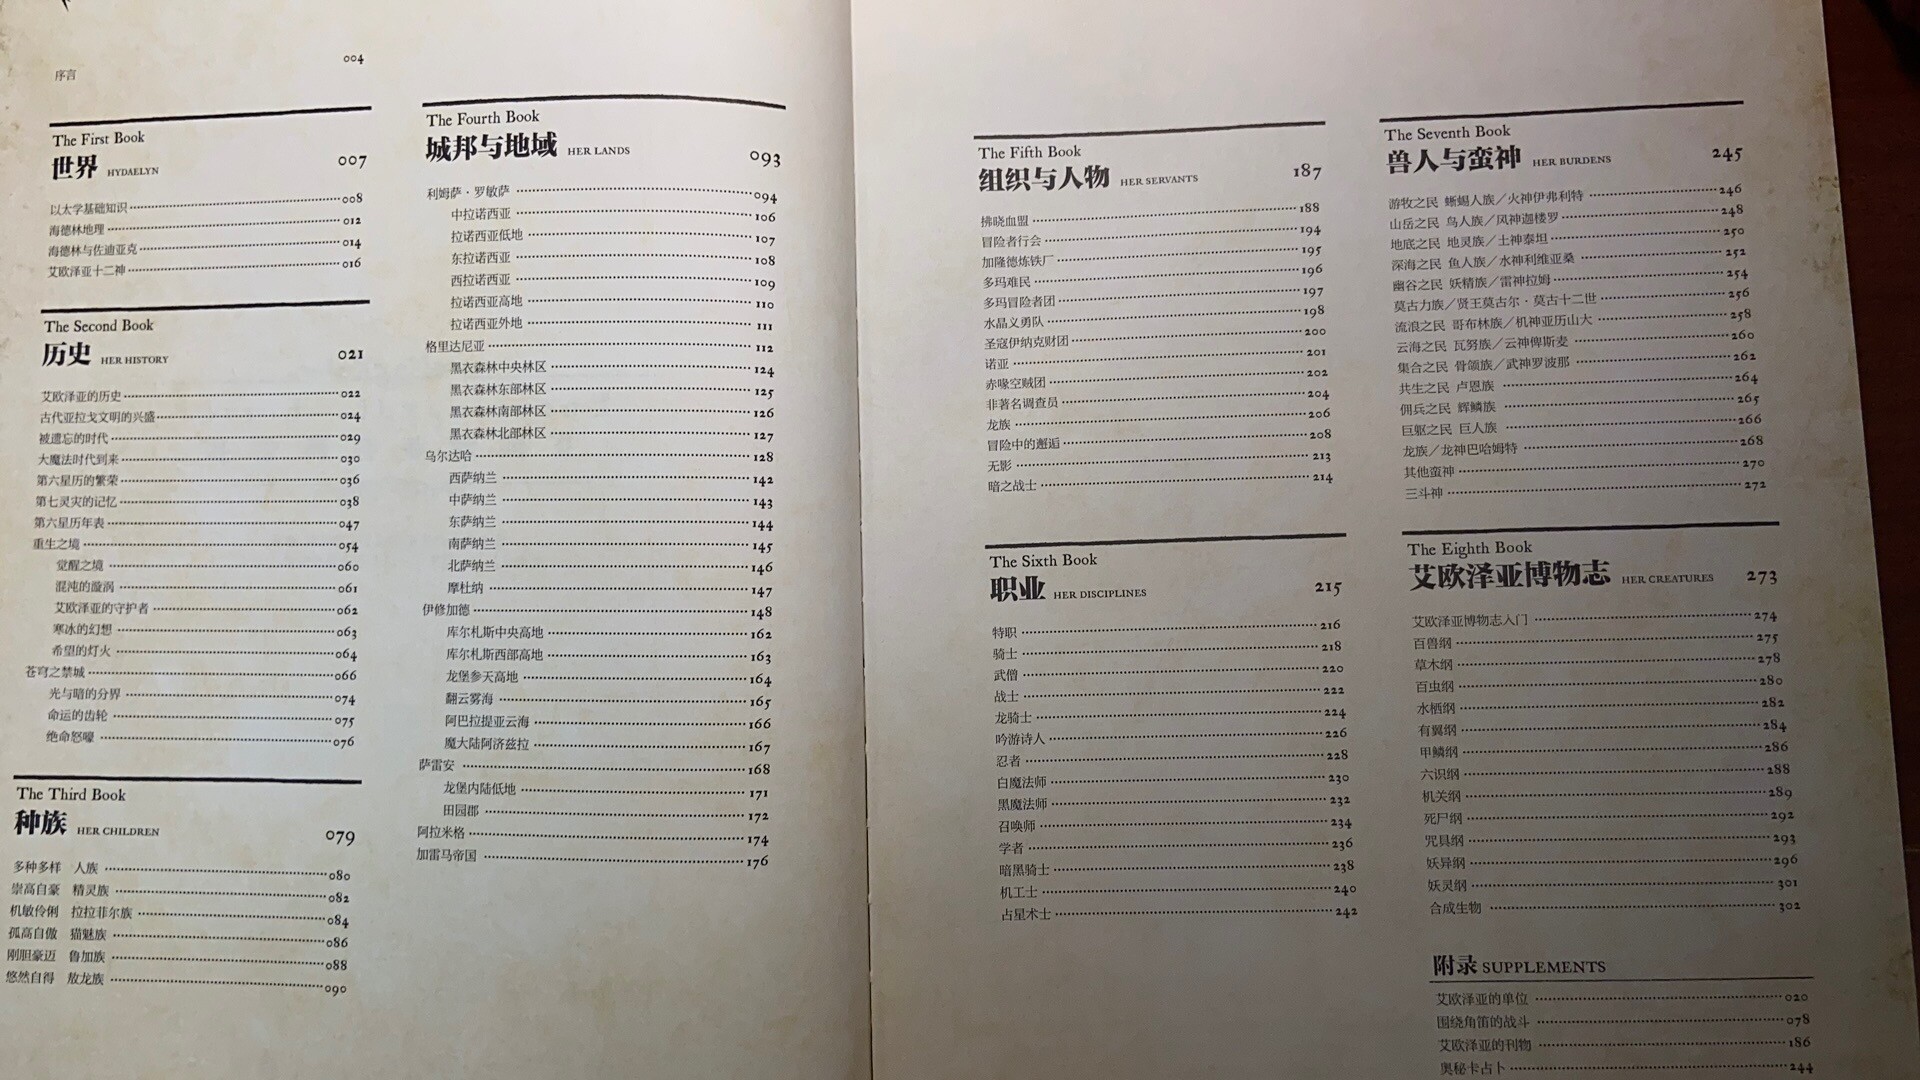 序言 004
The First Book
世界 HYDAELYN 007
以太学基础知识 008
海德林地理 012
海德林与佐迪亚克 014
艾欧泽亚十二神 016
The Second Book
历史 HER HISTORY 021
艾欧泽亚的历史 022
古代亚拉戈文明的兴盛 024
被遗忘的时代 029
大魔法时代到来 030
第六星历的繁荣 036
第七灵灾的记忆 038
第六星历年表 047
重生之境 054
觉醒之境 060
混沌的漩涡 061
艾欧泽亚的守护者 062
寒冰的幻想 063
希望的灯火 064
苍穹之禁城 066
光与暗的分界 074
命运的齿轮 075
绝命怒嚎 076
The Third Book
种族 HER CHILDREN 079
多种多样 人族 080
崇高自豪 精灵族 082
机敏伶俐 拉拉菲尔族 084
孤高自傲 猫魅族 086
刚胆豪迈 鲁加族 088
悠然自得 敖龙族 090
The Fourth Book
城邦与地域 HER LANDS 093
利姆萨·罗敏萨 094
中拉诺西亚 106
拉诺西亚低地 107
东拉诺西亚 108
西拉诺西亚 109
拉诺西亚高地 110
拉诺西亚外地 111
格里达尼亚 112
黑衣森林中央林区 124
黑衣森林东部林区 125
黑衣森林南部林区 126
黑衣森林北部林区 127
乌尔达哈 128
西萨纳兰 142
中萨纳兰 143
东萨纳兰 144
南萨纳兰 145
北萨纳兰 146
摩杜纳 147
伊修加德 148
库尔札斯中央高地 162
库尔札斯西部高地 163
龙堡参天高地 164
翻云雾海 165
阿巴拉提亚云海 166
魔大陆阿济兹拉 167
萨雷安 168
龙堡内陆低地 171
田园郡 172
阿拉米格 174
加雷马帝国 176
The Fifth Book
组织与人物 HER SERVANTS 187
拂晓血盟 188
冒险者行会 194
加隆德炼铁厂 195
多玛难民 196
多玛冒险者团 197
水晶义勇队 198
圣寇伊纳克财团 200
诺亚 201
赤喙空贼团 202
非著名调查员 204
龙族 206
冒险中的邂逅 208
无影 213
暗之战士 214
The Sixth Book
职业 HER DISCIPLINES 215
特职 216
骑士 218
武僧 220
战士 222
龙骑士 224
吟游诗人 226
忍者 228
白魔法师 230
黑魔法师 232
召唤师 234
学者 236
暗黑骑士 238
机工士 240
占星术士 242
The Seventh Book
兽人与蛮神 HER BURDENS 245
游牧之民 蜥蜴人族／火神伊弗利特 246
山岳之民 鸟人族／风神迦楼罗 248
地底之民 地灵族／土神泰坦 250
深海之民 鱼人族／水神利维亚桑 252
幽谷之民 妖精族／雷神拉姆 254
莫古力族／贤王莫古尔·莫古十二世 256
流浪之民 哥布林族／机神亚历山大 258
云海之民 瓦努族／云神俾斯麦 260
集合之民 骨颌族／武神罗波那 262
共生之民 卢恩族 264
佣兵之民 辉鳞族 265
巨躯之民 巨人族 266
龙族／龙神巴哈姆特 268
其他蛮神 270
三斗神 272
The Eighth Book
艾欧泽亚博物志 HER CREATURES 273
艾欧泽亚博物志入门 274
百兽纲 275
草木纲 278
百虫纲 280
水栖纲 282
有翼纲 284
甲鳞纲 286
六识纲 288
机关纲 289
死尸纲 292
咒具纲 293
妖异纲 296
妖灵纲 301
合成生物 302
附录 SUPPLEMENTS
艾欧泽亚的单位 020
围绕角笛的战斗 078
艾欧泽亚的刊物 186
奥秘卡占卜 244